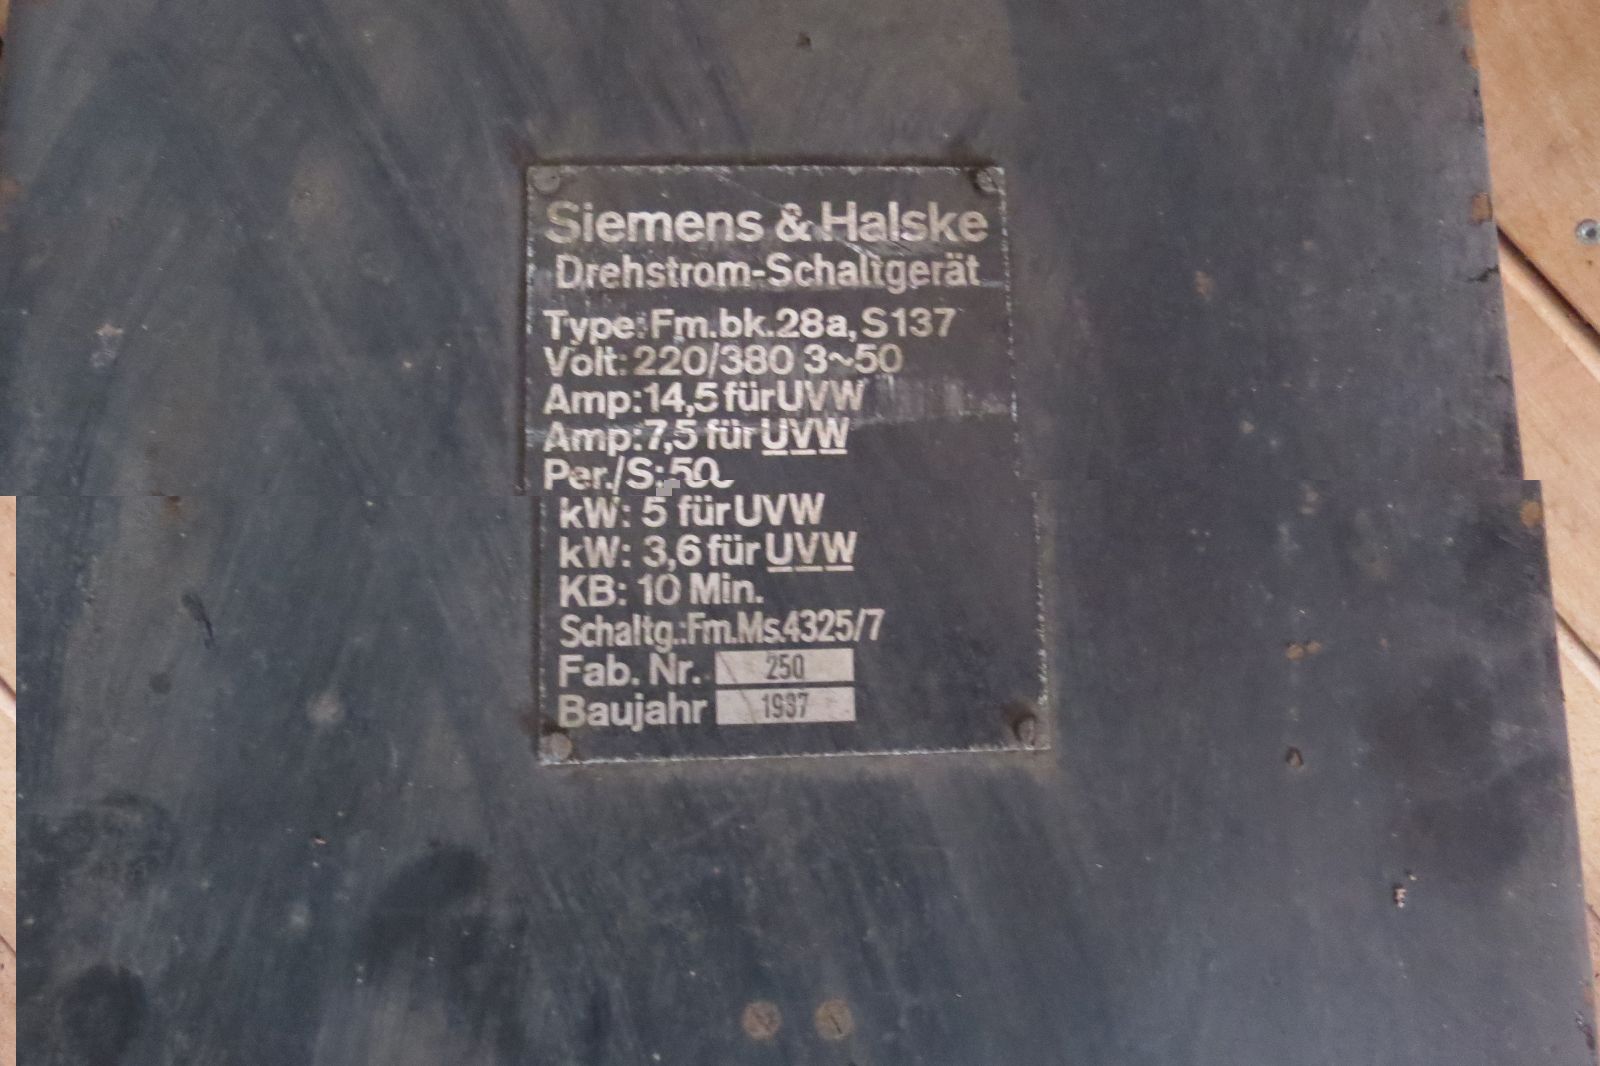 Siemens & Halske
Drehstrom-Schaltgerät
Type: Fm.bk.28a, S137
Volt: 220/380 3~50
Amp: 14,5 für UVW
Amp: 7,5 für UVW
Per./S: 50
kW: 5 für UVW
kW: 3,6 für UVW
KB: 10 Min.
Schaltg.: Fm.Ms.4325/7
Fab. Nr. 250
Baujahr 1937